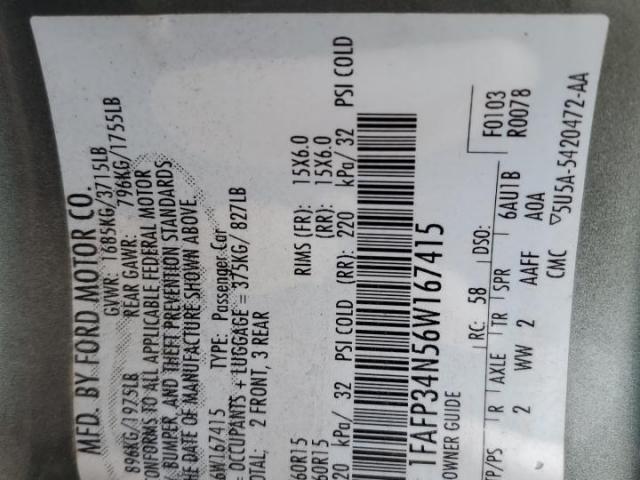 MFD. BY FORD MOTOR CO.
GVWR: 1685KG/3715LB
REAR GAWR:
896KG/1975LB 796KG/1755LB
CONFORMS TO ALL APPLICABLE FEDERAL MOTOR
BUMPER, AND THEFT PREVENTION STANDARDS
DATE OF MANUFACTURE SHOWN ABOVE.
6W167415 TYPE: Passenger Car
= OCCUPANTS + LUGGAGE = 375KG/ 827LB
TOTAL; 2 FRONT, 3 REAR
60R15 RIMS (FR): 15X6.0
60R15 (RR): 15X6.0
20 kPa/ 32 PSI COLD (RR): 220 kPa/ 32 PSI COLD
1FAFP34N56W167415
OWNER GUIDE
F0103
R0078
RC: 58 DSO:
TP/PS R AXLE TR SPR 6AU1B
2 WW 2 AAFF A0A
CMC ▽5U5A-5420472-AA